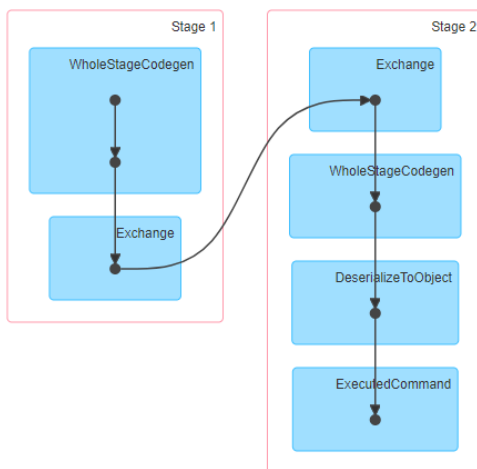 Stage 1
WholeStageCodegen
Exchange
Stage 2
Exchange
WholeStageCodegen
DeserializeToObject
ExecutedCommand